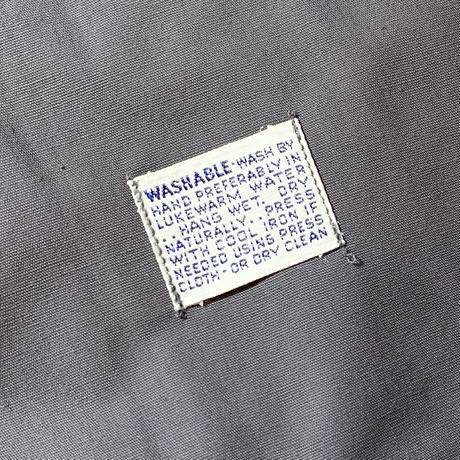 WASHABLE-WASH BY
HAND PREFERABLY IN
LUKEWARM WATER
..HANG WET. DRY
NATURALLY..PRESS
WITH COOL IRON IF
NEEDED USING PRESS
CLOTH-OR DRY CLEAN